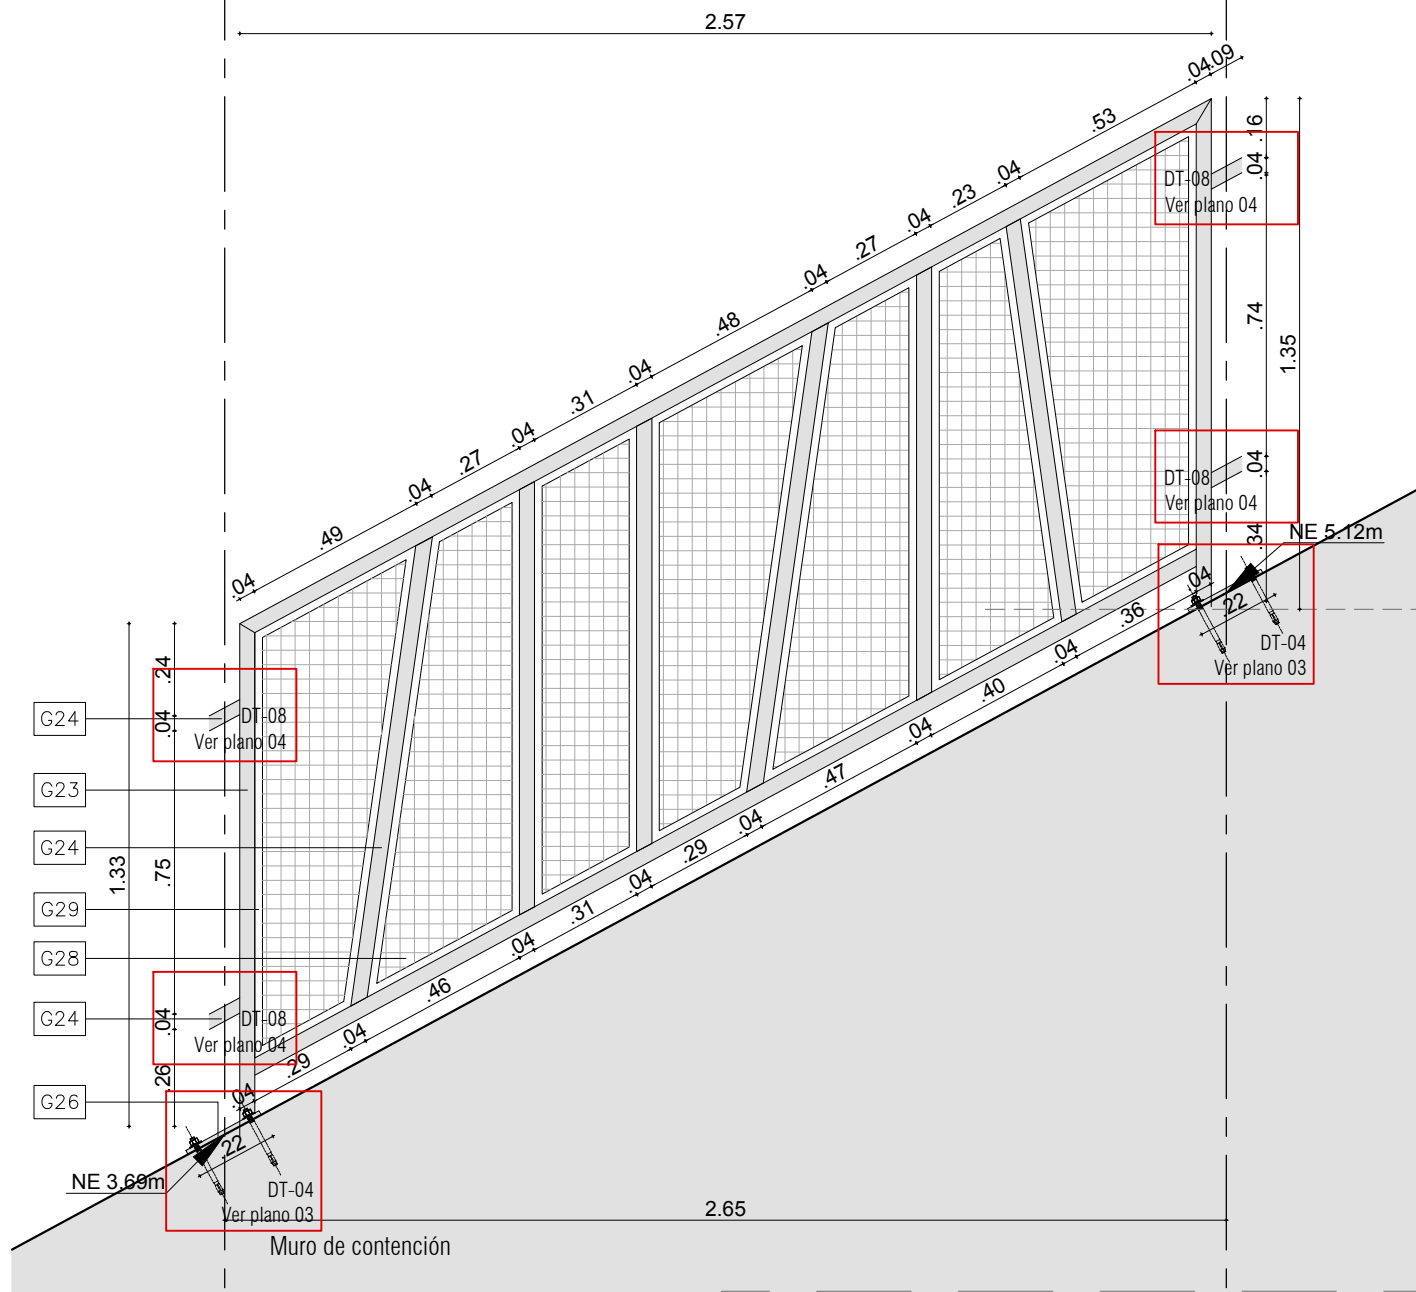 2.57
.04
.09
.53
.04
.23
.04
.27
.04
.48
.04
.31
.04
.27
.04
.49
.04
.16
.04
DT-08
Ver plano 04
.74
1.35
.04
DT-08
Ver plano 04
.34
NE 5.12m
.04
.22
DT-04
Ver plano 03
.36
.04
.40
.04
.47
.04
.29
.04
.31
.04
.46
.04
.29
.04
.24
G24
.04
DT-08
Ver plano 04
G23
G24
1.33
.75
G29
G28
G24
.04
DT-08
Ver plano 04
.26
G26
.22
NE 3.69m
DT-04
Ver plano 03
2.65
Muro de contención